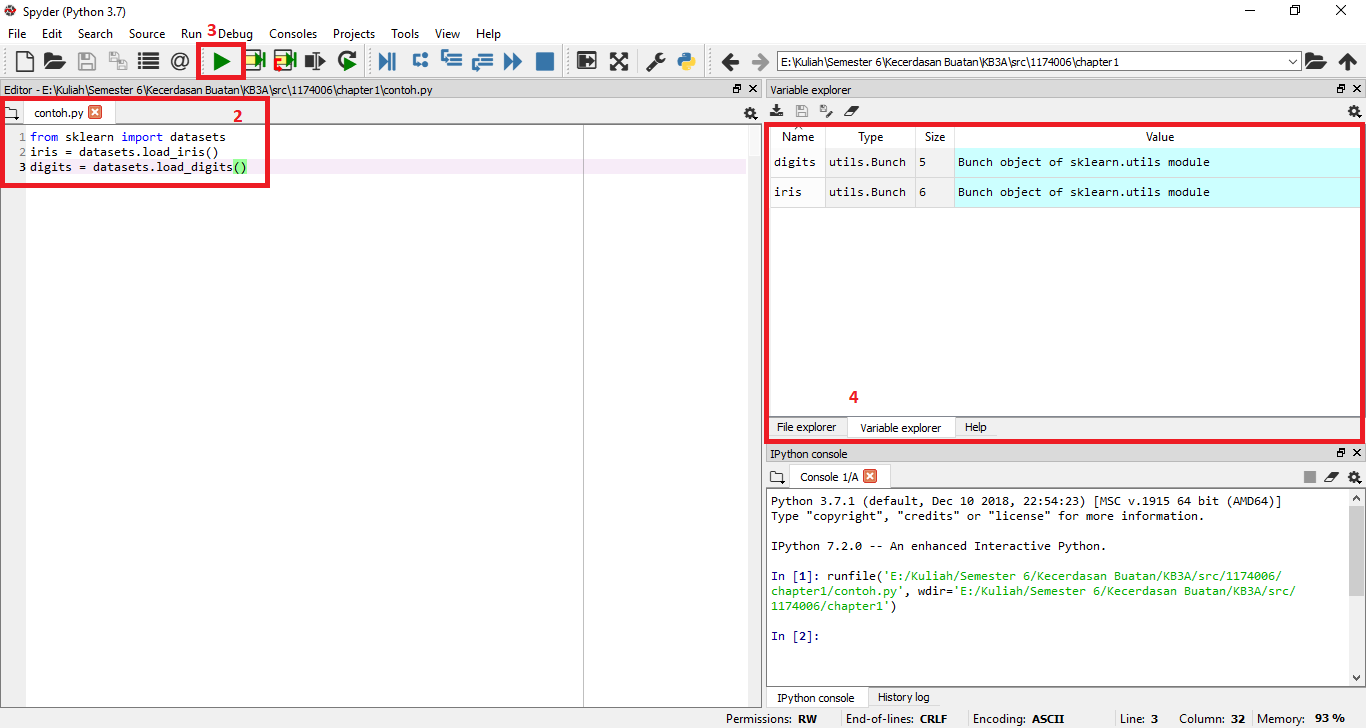 Spyder (Python 3.7)
File Edit Search Source Run Debug Consoles Projects Tools View Help
3
@
E:\Kuliah\Semester 6\Kecerdasan Buatan\KB3A\src\1174006\chapter1
Editor - E:\Kuliah\Semester 6\Kecerdasan Buatan\KB3A\src\1174006\chapter1\contoh.py
contoh.py
2
1 from sklearn import datasets
2 iris = datasets.load_iris()
3 digits = datasets.load_digits()
Variable explorer
Name Type Size Value
digits utils.Bunch 5 Bunch object of sklearn.utils module
iris utils.Bunch 6 Bunch object of sklearn.utils module
4
File explorer Variable explorer Help
IPython console
Console 1/A
Python 3.7.1 (default, Dec 10 2018, 22:54:23) [MSC v.1915 64 bit (AMD64)]
Type "copyright", "credits" or "license" for more information.
IPython 7.2.0 -- An enhanced Interactive Python.
In [1]: runfile('E:/Kuliah/Semester 6/Kecerdasan Buatan/KB3A/src/1174006/
chapter1/contoh.py', wdir='E:/Kuliah/Semester 6/Kecerdasan Buatan/KB3A/src/
1174006/chapter1')
In [2]:
IPython console History log
Permissions: RW End-of-lines: CRLF Encoding: ASCII Line: 3 Column: 32 Memory: 93 %